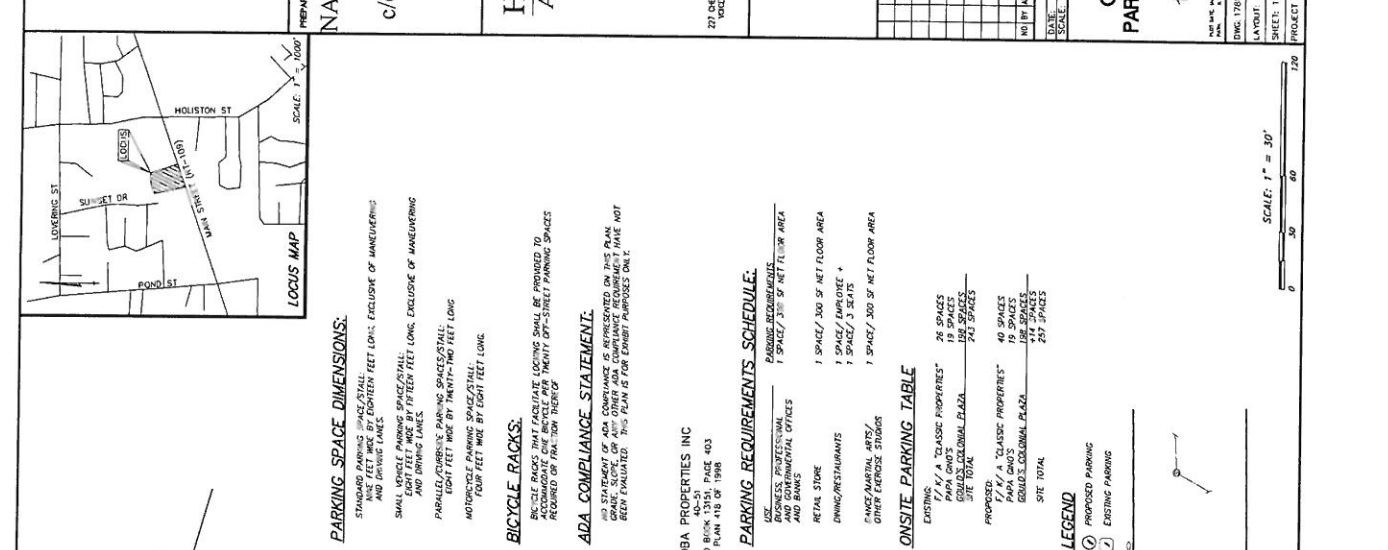 LOVERING ST
SUNSET DR
HOLISTON ST
LOCUS
MAIN STREET (RT-109)
POND ST
LOCUS MAP
SCALE: 1" = 1000'
PARKING SPACE DIMENSIONS:
STANDARD PARKING SPACE/STALL:
NINE FEET WIDE BY EIGHTEEN FEET LONG, EXCLUSIVE OF MANEUVERING
AND DRIVING LANES.
SMALL VEHICLE PARKING SPACE/STALL:
EIGHT FEET WIDE BY FIFTEEN FEET LONG, EXCLUSIVE OF MANEUVERING
AND DRIVING LANES.
PARALLEL/CURBSIDE PARKING SPACES/STALL:
EIGHT FEET WIDE BY TWENTY-TWO FEET LONG
MOTORCYCLE PARKING SPACE/STALL:
FOUR FEET WIDE BY EIGHT FEET LONG.
BICYCLE RACKS:
BICYCLE RACKS THAT FACILITATE LOCKING SHALL BE PROVIDED TO
ACCOMMODATE ONE BICYCLE PER TWENTY OFF-STREET PARKING SPACES
REQUIRED OR FRACTION THEREOF
ADA COMPLIANCE STATEMENT:
NO STATEMENT OF ADA COMPLIANCE IS REPRESENTED ON THIS PLAN.
GRADE, SLOPE, OR ANY OTHER ADA COMPLIANCE REQUIREMENT HAVE NOT
BEEN EVALUATED. THIS PLAN IS FOR EXHIBIT PURPOSES ONLY.
OBA PROPERTIES INC
40-51
BOOK 13151, PAGE 403
PLAN 418 OF 1998
PARKING REQUIREMENTS SCHEDULE:
USE PARKING REQUIREMENTS
BUSINESS, PROFESSIONAL 1 SPACE/ 300 SF NET FLOOR AREA
AND GOVERNMENTAL OFFICES
AND BANKS
RETAIL STORE 1 SPACE/ 300 SF NET FLOOR AREA
DINING/RESTAURANTS 1 SPACE/ EMPLOYEE +
1 SPACE/ 3 SEATS
DANCE/MARTIAL ARTS/ 1 SPACE/ 300 SF NET FLOOR AREA
OTHER EXERCISE STUDIOS
ONSITE PARKING TABLE
EXISTING:
F/ K/ A "CLASSIC PROPERTIES" 26 SPACES
PAPA GINO'S 19 SPACES
GOULD'S COLONIAL PLAZA 198 SPACES
SITE TOTAL 243 SPACES
PROPOSED:
F/ K/ A "CLASSIC PROPERTIES" 40 SPACES
PAPA GINO'S 19 SPACES
GOULD'S COLONIAL PLAZA 198 SPACES
+14 SPACES
SITE TOTAL 257 SPACES
LEGEND
PROPOSED PARKING
EXISTING PARKING
SCALE: 1" = 30'
0 30 60 120
NA
c/
H
A
227 CHE
VOICE
NO BY
DATE:
SCALE:
PAR
LAYOUT:
SHEET: 1
PROJECT